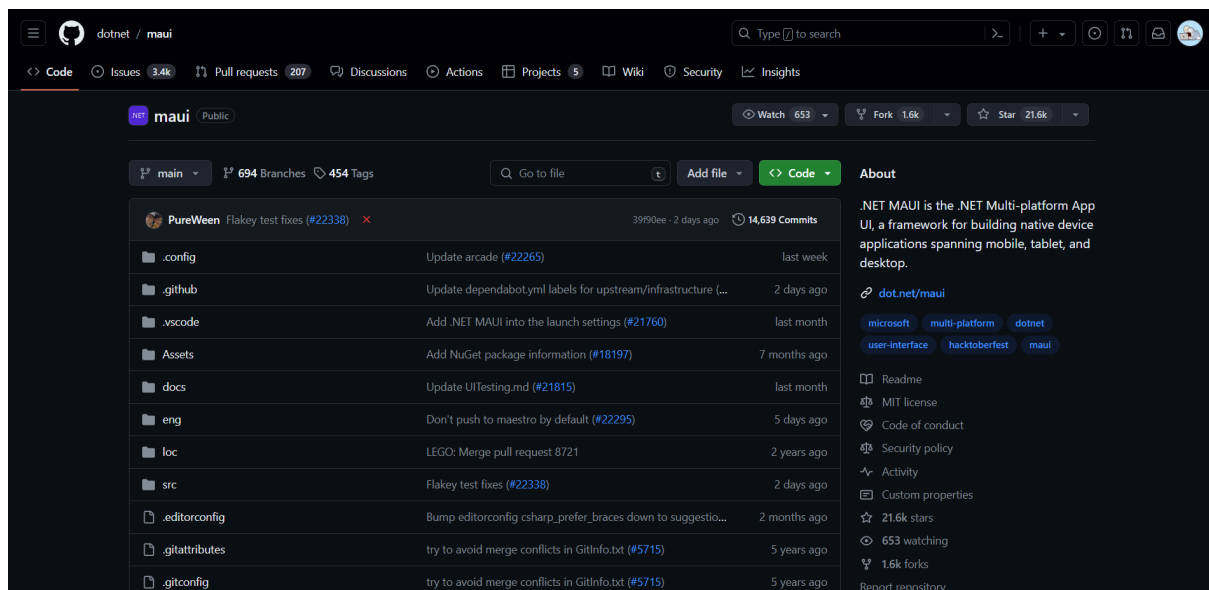 dotnet / maui
Type / to search
Code Issues 3.4k Pull requests 207 Discussions Actions Projects 5 Wiki Security Insights
.NET maui Public
Watch 653 Fork 1.6k Star 21.6k
main 694 Branches 454 Tags
Go to file t
Add file
Code
PureWeen Flakey test fixes (#22338) 39f90ee · 2 days ago 14,639 Commits
.config Update arcade (#22265) last week
.github Update dependabot.yml labels for upstream/infrastructure (... 2 days ago
.vscode Add .NET MAUI into the launch settings (#21760) last month
Assets Add NuGet package information (#18197) 7 months ago
docs Update UITesting.md (#21815) last month
eng Don't push to maestro by default (#22295) 5 days ago
loc LEGO: Merge pull request 8721 2 years ago
src Flakey test fixes (#22338) 2 days ago
.editorconfig Bump editorconfig csharp_prefer_braces down to suggestio... 2 months ago
.gitattributes try to avoid merge conflicts in GitInfo.txt (#5715) 5 years ago
.gitconfig try to avoid merge conflicts in GitInfo.txt (#5715) 5 years ago
About
.NET MAUI is the .NET Multi-platform App
UI, a framework for building native device
applications spanning mobile, tablet, and
desktop.
dot.net/maui
microsoft multi-platform dotnet
user-interface hacktoberfest maui
Readme
MIT license
Code of conduct
Security policy
Activity
Custom properties
21.6k stars
653 watching
1.6k forks
Report repository